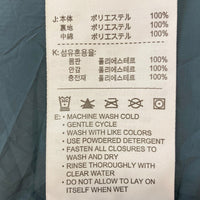 J: 本体 ポリエステル 100%
裏地 ポリエステル 100%
中綿 ポリエステル 100%
K: 섬유혼용율:
겉판 폴리에스테르 100%
안감 폴리에스테르 100%
충전재 폴리에스테르 100%
E: • MACHINE WASH COLD
• GENTLE CYCLE
• WASH WITH LIKE COLORS
• USE POWDERED DETERGENT
• FASTEN ALL CLOSURES
TO WASH AND DRY
• RINSE THOROUGHLY WITH
CLEAR WATER
• DO NOT ALLOW TO LAY ON
ITSELF WHEN WET